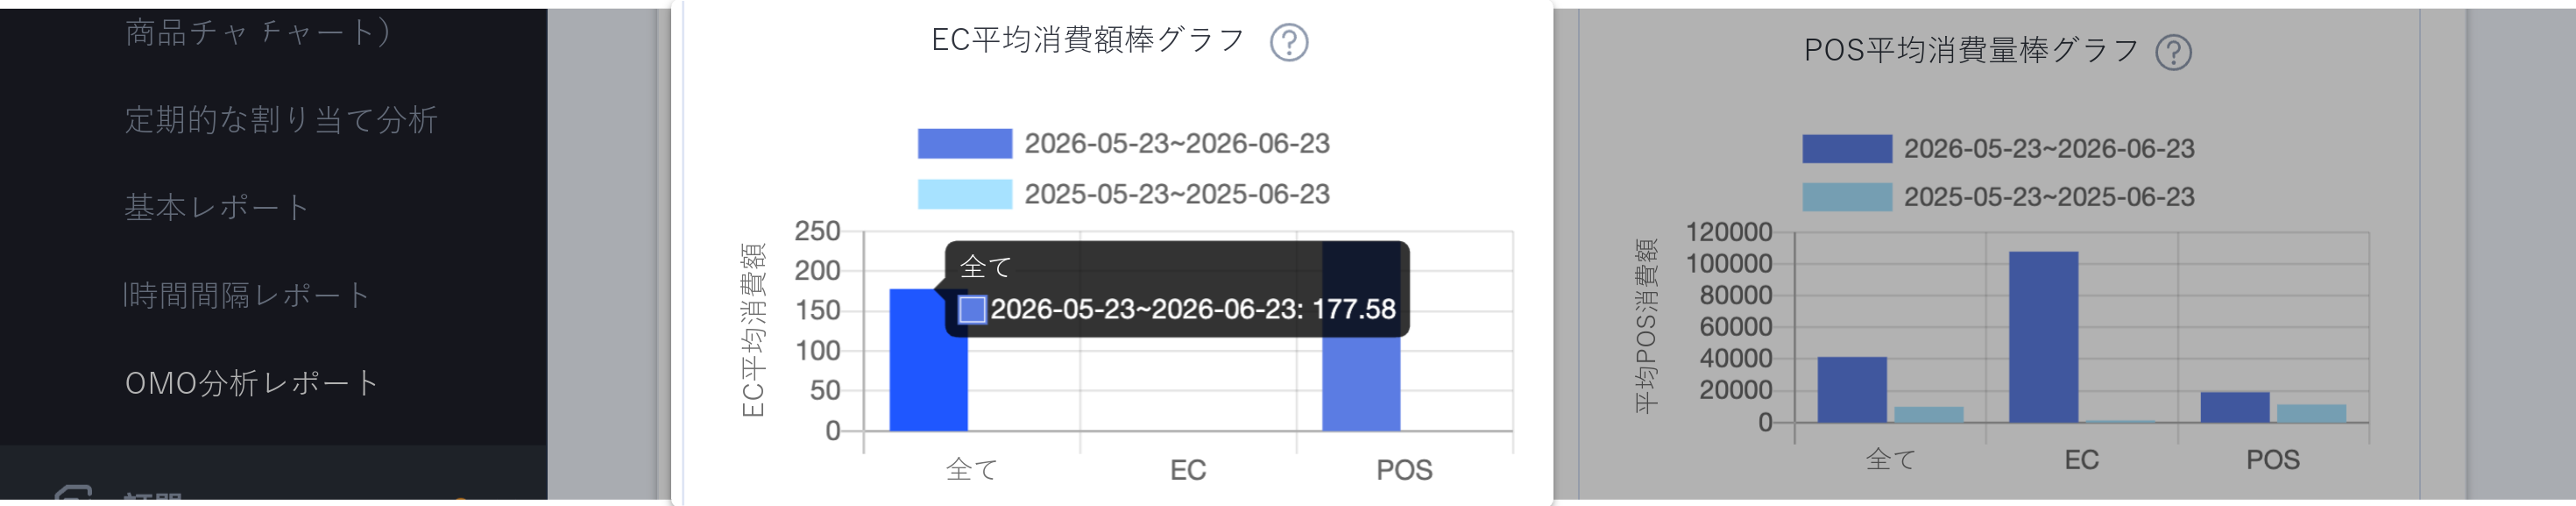 商品チャチャート）
定期的な割り当て分析
基本レポート
時間間隔レポート
OMO分析レポート
EC平均消費額棒グラフ ?
2026-05-23~2026-06-23
2025-05-23~2025-06-23
EC平均消費額
250
200
150
100
50
0
全て
2026-05-23~2026-06-23: 177.58
全て EC POS
POS平均消費量棒グラフ ?
2026-05-23~2026-06-23
2025-05-23~2025-06-23
平均POS消費額
120000
100000
80000
60000
40000
20000
0
全て EC POS